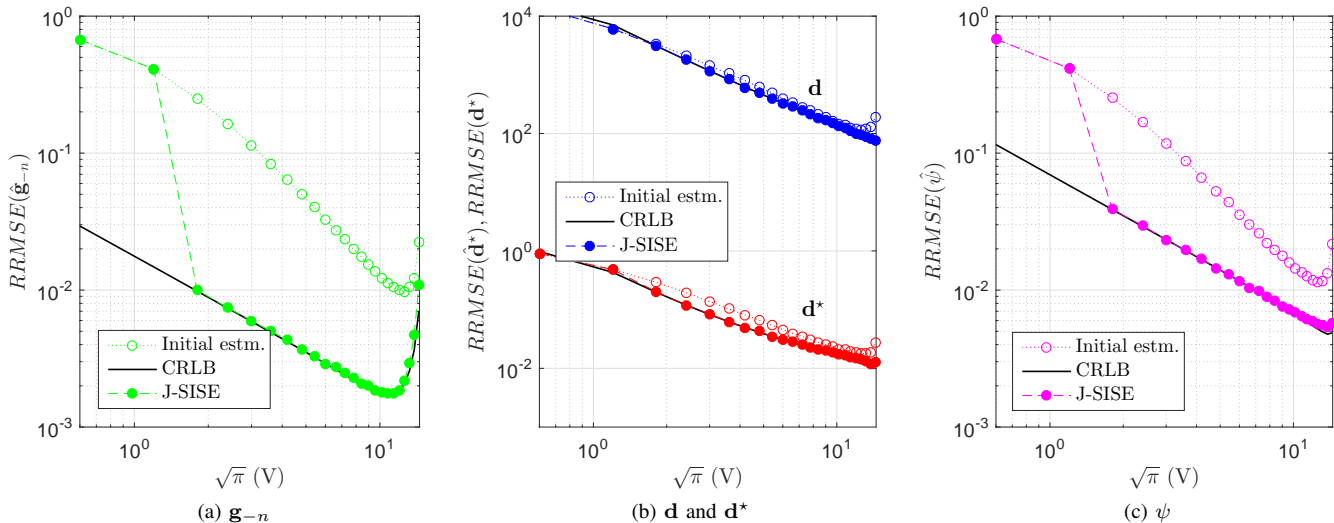 10^0
10^-1
10^-2
10^-3
RRMSE(ĝ_{-n})
Initial estm.
CRLB
J-SISE
10^0
10^1
√π (V)
(a) g_{-n}
10^4
10^2
10^0
10^-2
RRMSE(d̂*), RRMSE(d*)
d
Initial estm.
CRLB
J-SISE
d*
10^0
10^1
√π (V)
(b) d and d*
10^0
10^-1
10^-2
10^-3
RRMSE(ψ̂)
Initial estm.
CRLB
J-SISE
10^0
10^1
√π (V)
(c) ψ